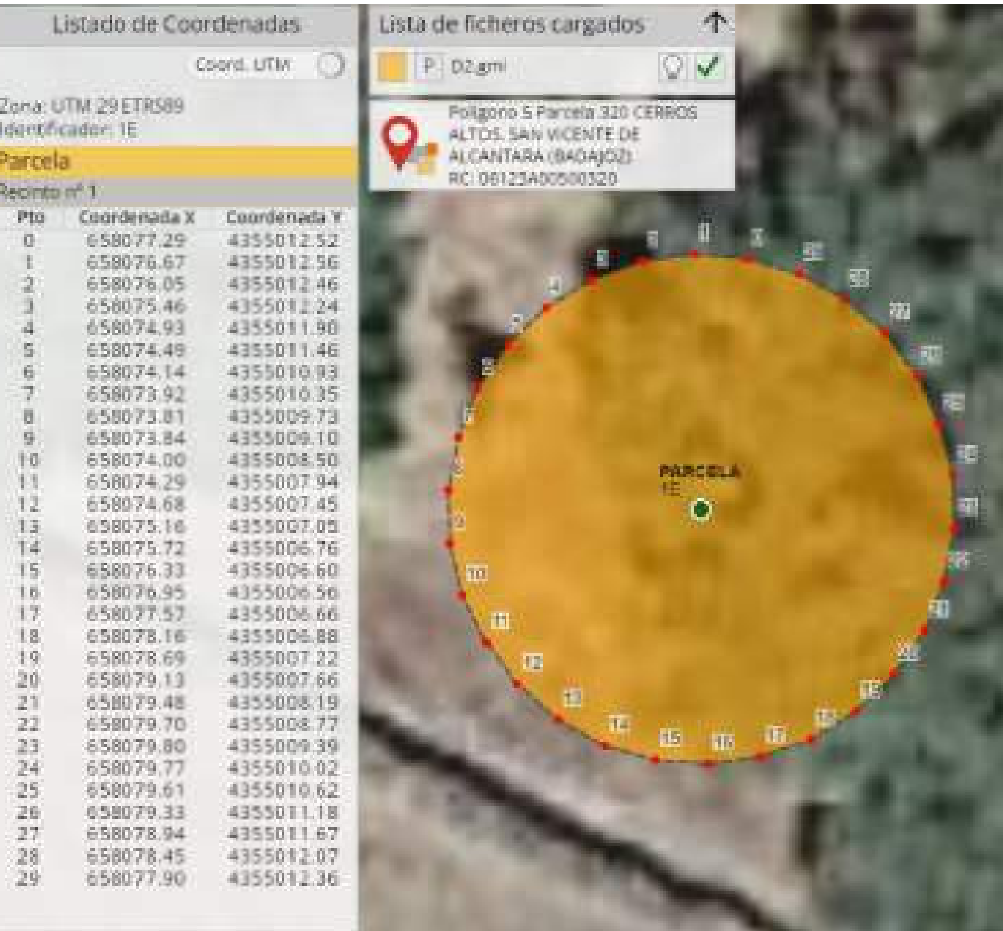 Listado de Coordenadas
Coord. UTM
Zona: UTM 29 ETRS89
Identificador: 1E
Parcela
Recinto nº 1
Pto Coordenada X Coordenada Y
0 658077.29 4355012.52
1 658076.67 4355012.56
2 658076.05 4355012.46
3 658075.46 4355012.24
4 658074.93 4355011.90
5 658074.49 4355011.46
6 658074.14 4355010.93
7 658073.92 4355010.35
8 658073.81 4355009.73
9 658073.84 4355009.10
10 658074.00 4355008.50
11 658074.29 4355007.94
12 658074.68 4355007.45
13 658075.16 4355007.05
14 658075.72 4355006.76
15 658076.33 4355006.60
16 658076.95 4355006.56
17 658077.57 4355006.66
18 658078.16 4355006.88
19 658078.69 4355007.22
20 658079.13 4355007.66
21 658079.48 4355008.19
22 658079.70 4355008.77
23 658079.80 4355009.39
24 658079.77 4355010.02
25 658079.61 4355010.62
26 658079.33 4355011.18
27 658078.94 4355011.67
28 658078.45 4355012.07
29 658077.90 4355012.36
Lista de ficheros cargados
P D2.gml
Polígono 5 Parcela 320 CERROS
ALTOS. SAN VICENTE DE
ALCANTARA (BADAJOZ)
RC: 06123A00500320
PARCELA
1E
4
9
10
11
12
13
14
15
16
17
18
19
20
21